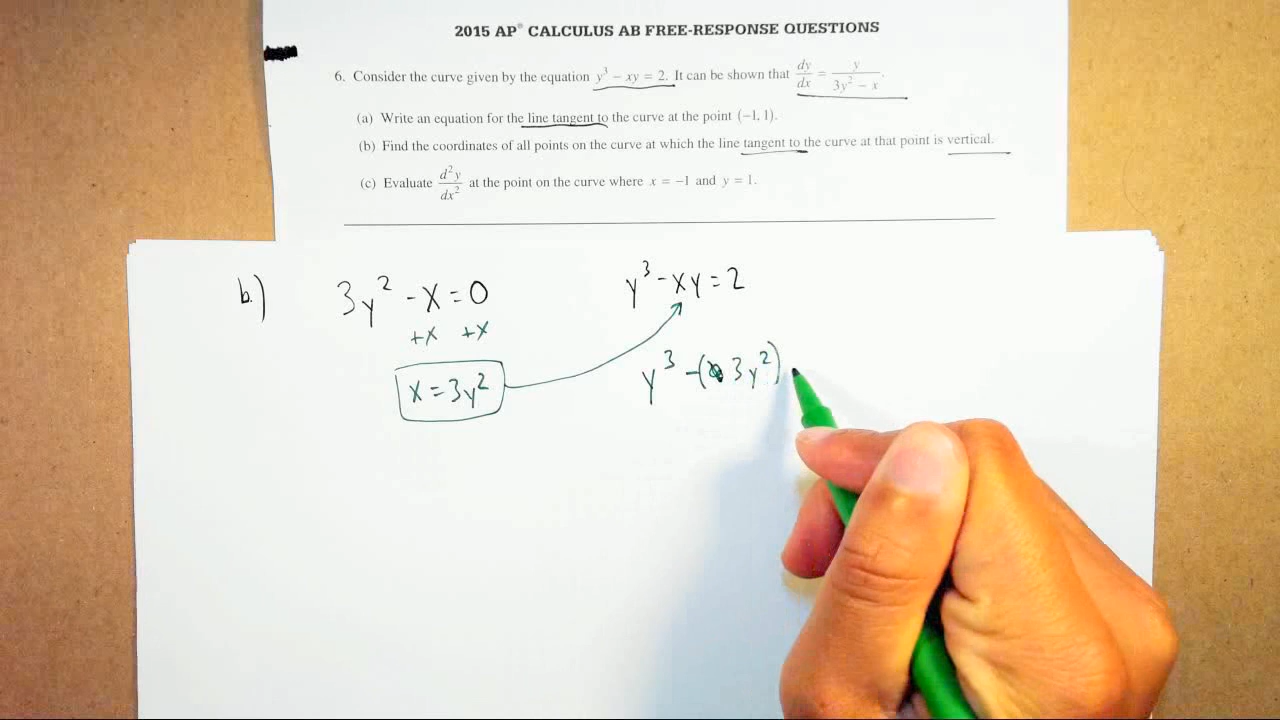 2015 AP® CALCULUS AB FREE-RESPONSE QUESTIONS
6. Consider the curve given by the equation y³ − xy = 2. It can be shown that dy/dx = y/(3y² − x).
(a) Write an equation for the line tangent to the curve at the point (−1, 1).
(b) Find the coordinates of all points on the curve at which the line tangent to the curve at that point is vertical.
(c) Evaluate d²y/dx² at the point on the curve where x = −1 and y = 1.
b.)
3y² - x = 0
+x +x
x = 3y²
y³ - xy = 2
y³ - (3y²)